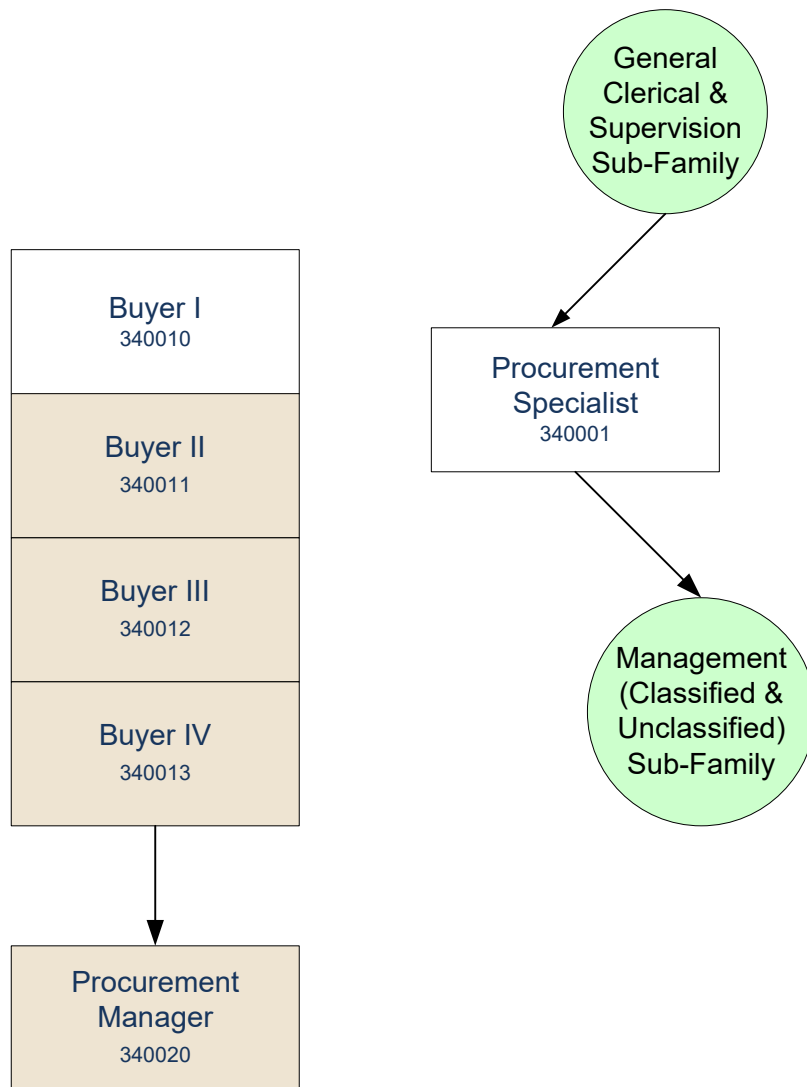 General
Clerical &
Supervision
Sub-Family
Buyer I
340010
Buyer II
340011
Buyer III
340012
Buyer IV
340013
Procurement
Manager
340020
Procurement
Specialist
340001
Management
(Classified &
Unclassified)
Sub-Family